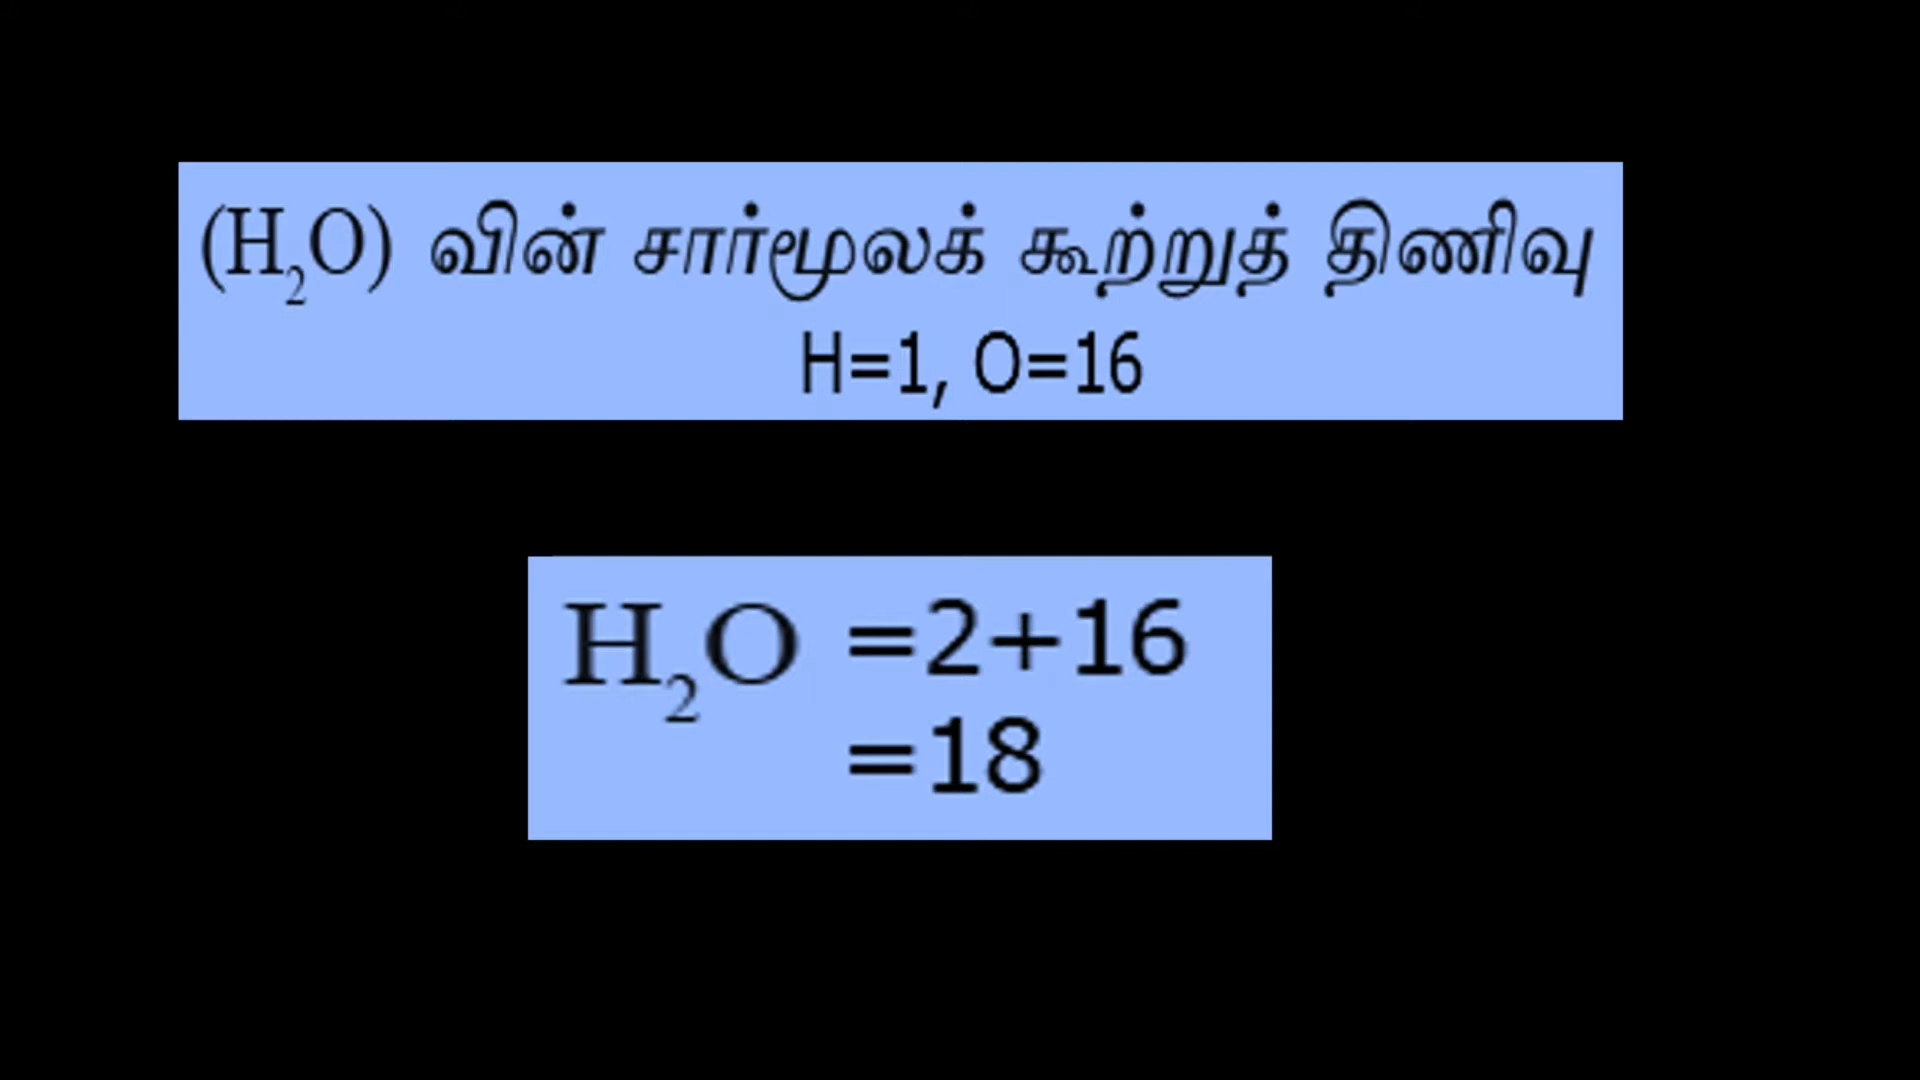 (H₂O) வின் சார்மூலக் கூற்றுத் திணிவு
H=1, O=16
H₂O =2+16
=18